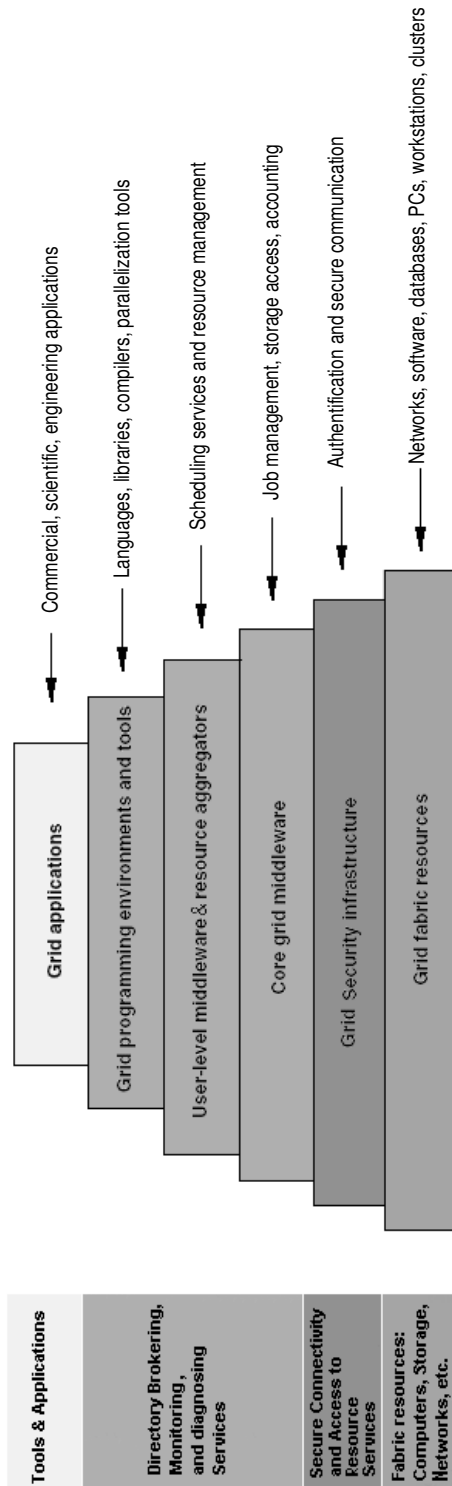 Tools & Applications
Directory Brokering,
Monitoring,
and diagnosing
Services
Secure Connectivity
and Access to
Resource
Services
Fabric resources:
Computers, Storage,
Networks, etc.
Grid applications
Grid programming environments and tools
User-level middleware & resource aggregators
Core grid middleware
Grid Security infrastructure
Grid fabric resources
Commercial, scientific, engineering applications
Languages, libraries, compilers, parallelization tools
Scheduling services and resource management
Job management, storage access, accounting
Authentification and secure communication
Networks, software, databases, PCs, workstations, clusters